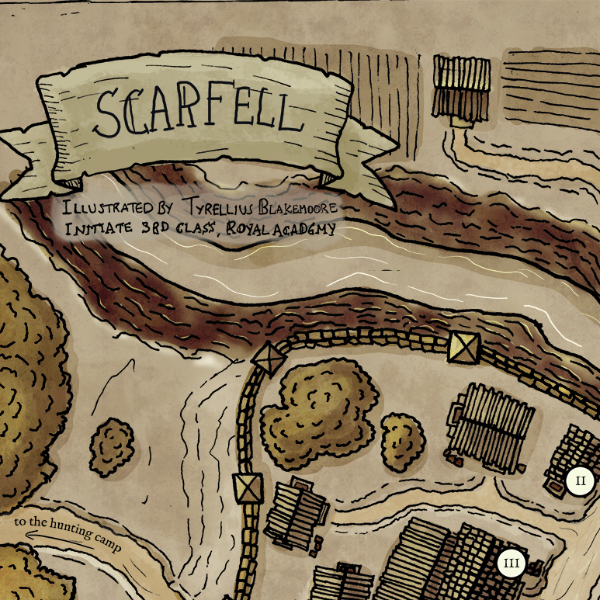 SCARFELL
ILLUSTRATED BY TYRELLIUS BLAKEMOORE
INITIATE 3RD CLASS, ROYAL ACADEMY
II
to the hunting camp
III